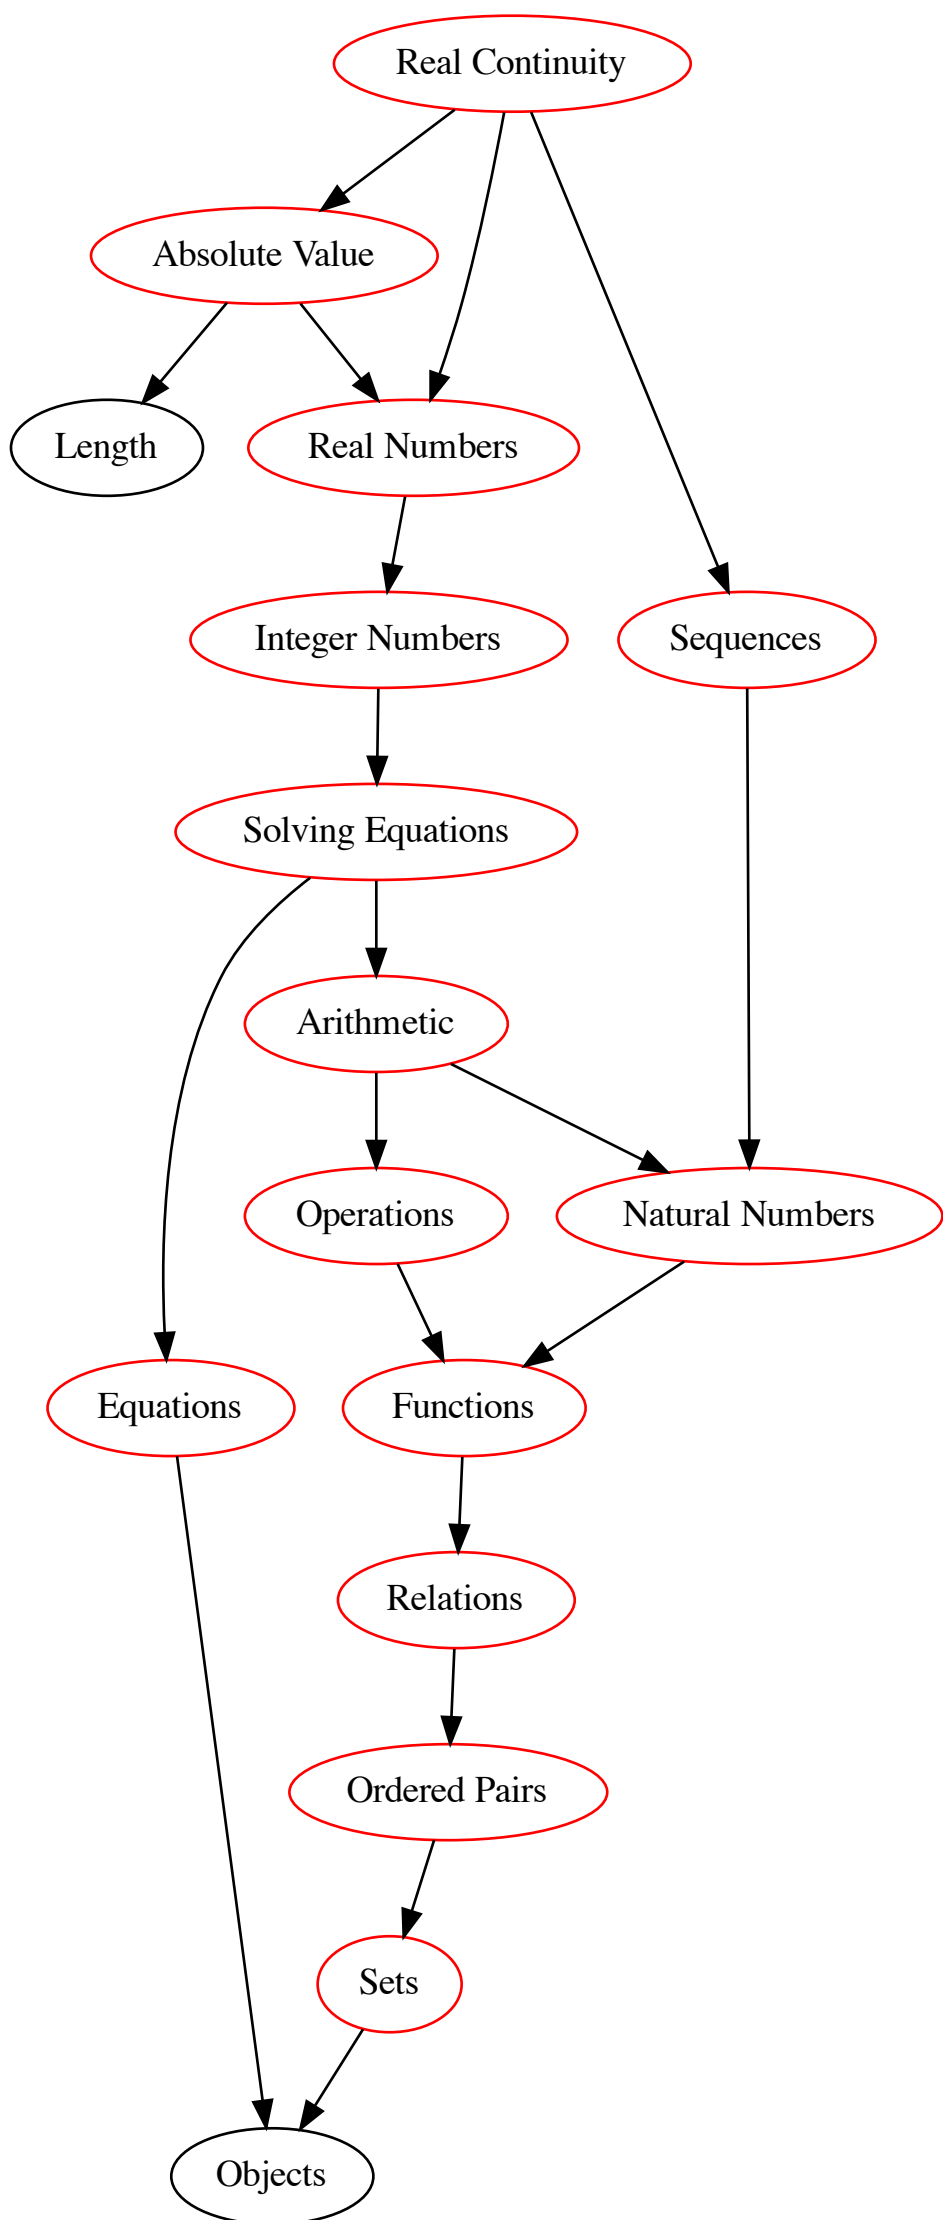 Real Continuity
Absolute Value
Length
Real Numbers
Integer Numbers
Sequences
Solving Equations
Arithmetic
Operations
Natural Numbers
Equations
Functions
Relations
Ordered Pairs
Sets
Objects